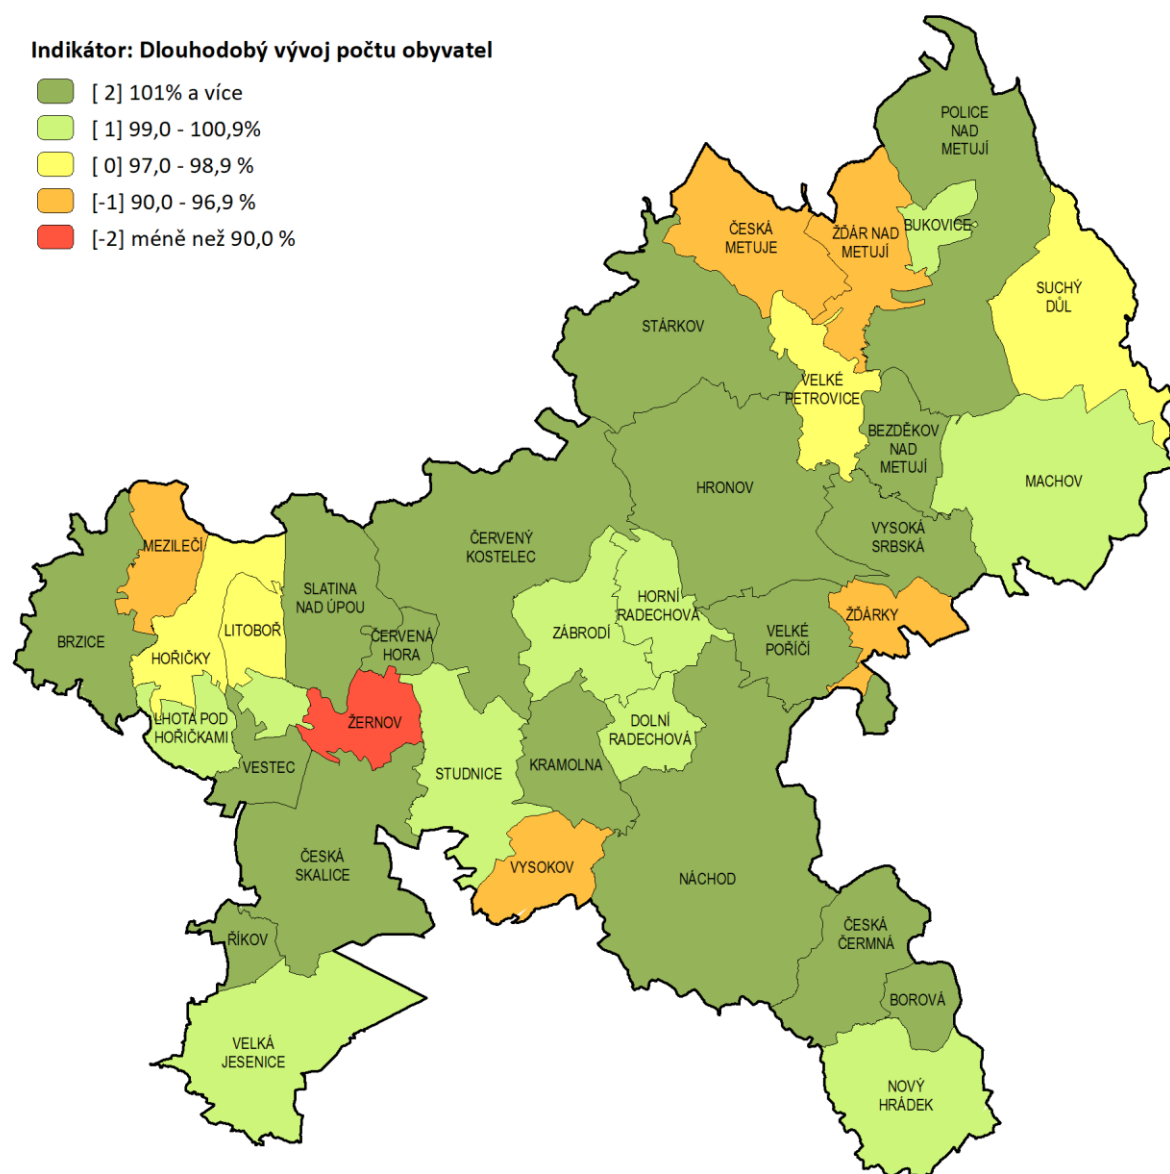 Indikátor: Dlouhodobý vývoj počtu obyvatel
[ 2] 101% a více
[ 1] 99,0 - 100,9%
[ 0] 97,0 - 98,9 %
[-1] 90,0 - 96,9 %
[-2] méně než 90,0 %
POLICE
NAD
METUJÍ
ČESKÁ
METUJE
ŽĎÁR NAD
METUJÍ
BUKOVICE
SUCHÝ
DŮL
STÁRKOV
VELKÉ
PETROVICE
BEZDĚKOV
NAD
METUJÍ
MACHOV
HRONOV
VYSOKÁ
SRBSKÁ
ČERVENÝ
KOSTELEC
MEZILEČÍ
SLATINA
NAD ÚPOU
HORNÍ
RADECHOVÁ
ŽĎÁRKY
BRZICE
LITOBOŘ
ČERVENÁ
HORA
ZÁBRODÍ
VELKÉ
POŘÍČÍ
HOŘIČKY
LHOTA POD
HOŘIČKAMI
ŽERNOV
DOLNÍ
RADECHOVÁ
VESTEC
STUDNICE
KRAMOLNA
ČESKÁ
SKALICE
VYSOKOV
NÁCHOD
ŘÍKOV
ČESKÁ
ČERMNÁ
BOROVÁ
VELKÁ
JESENICE
NOVÝ
HRÁDEK